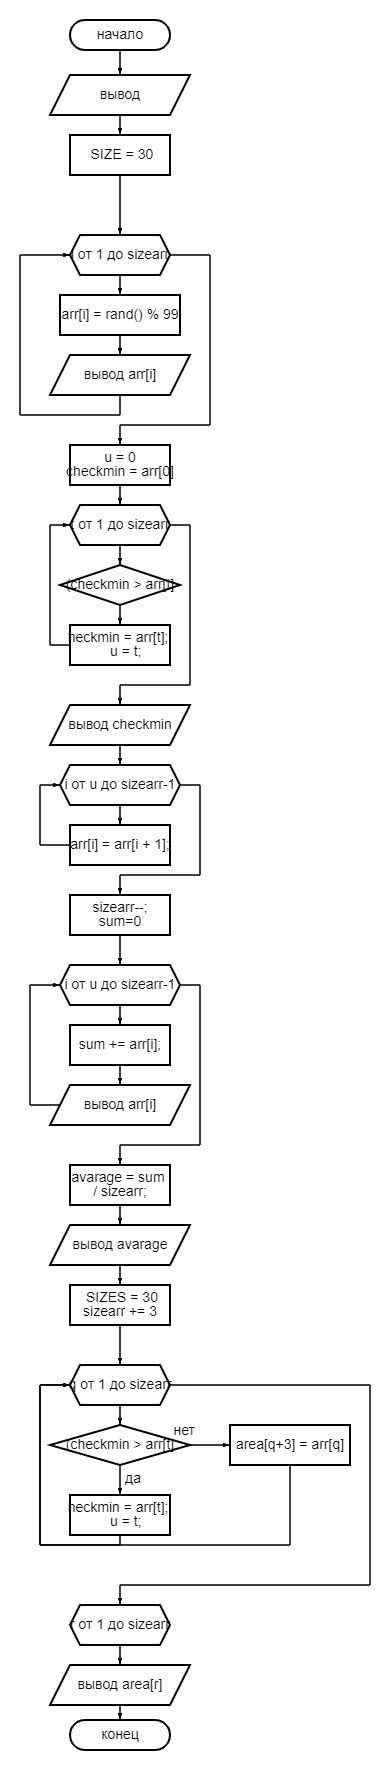 начало
вывод
SIZE = 30
от 1 до sizearr
arr[i] = rand() % 99
вывод arr[i]
u = 0
checkmin = arr[0]
от 1 до sizearr
(checkmin > arr[t]
heckmin = arr[t];
u = t;
вывод checkmin
i от u до sizearr-1
arr[i] = arr[i + 1];
sizearr--;
sum=0
i от u до sizearr-1
sum += arr[i];
вывод arr[i]
avarage = sum
/ sizearr;
вывод avarage
SIZES = 30
sizearr += 3
q от 1 до sizearr
нет
(checkmin > arr[t]
area[q+3] = arr[q]
да
heckmin = arr[t];
u = t;
r от 1 до sizearr
вывод area[r]
конец